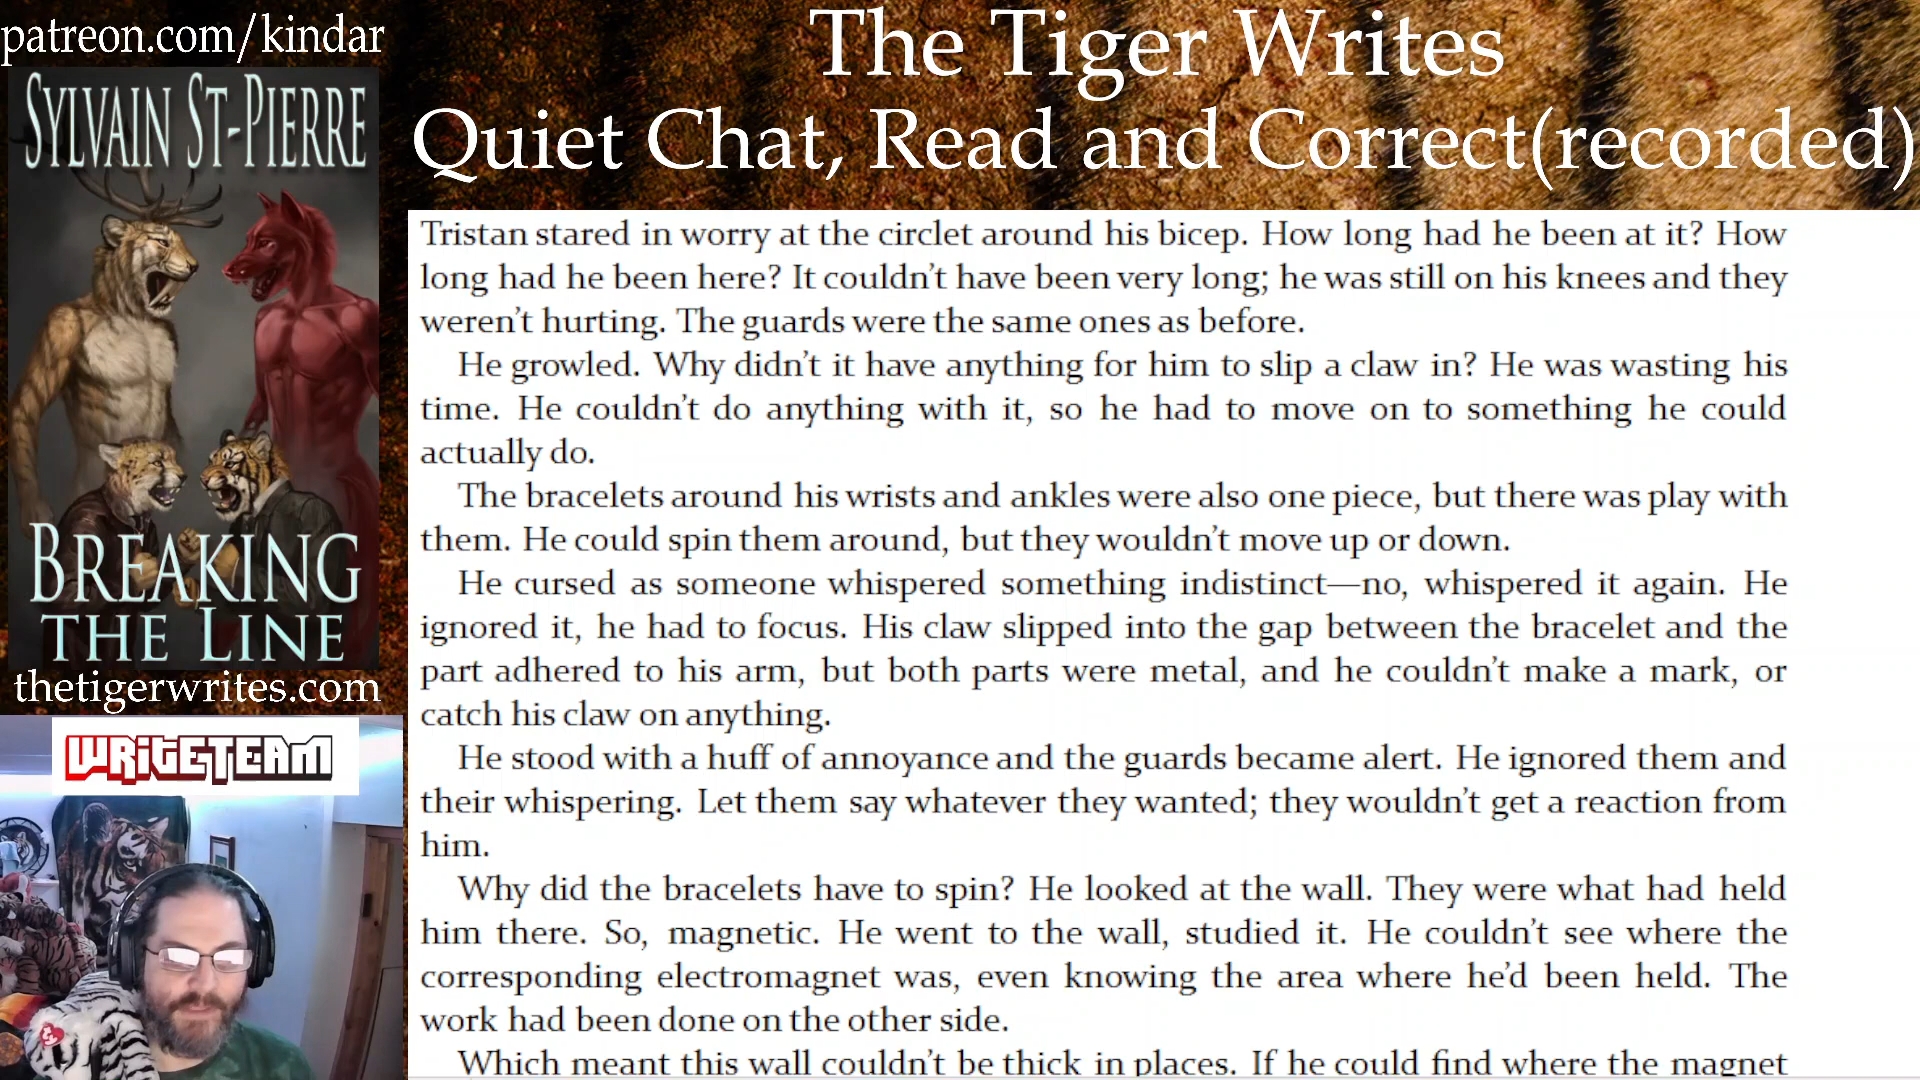 patreon.com/kindar
SYLVAIN ST-PIERRE
BREAKING
THE LINE
thetigerwrites.com
WRITETEAM
The Tiger Writes
Quiet Chat, Read and Correct(recorded)
Tristan stared in worry at the circlet around his bicep. How long had he been at it? How
long had he been here? It couldn’t have been very long; he was still on his knees and they
weren’t hurting. The guards were the same ones as before.
He growled. Why didn’t it have anything for him to slip a claw in? He was wasting his
time. He couldn’t do anything with it, so he had to move on to something he could
actually do.
The bracelets around his wrists and ankles were also one piece, but there was play with
them. He could spin them around, but they wouldn’t move up or down.
He cursed as someone whispered something indistinct—no, whispered it again. He
ignored it, he had to focus. His claw slipped into the gap between the bracelet and the
part adhered to his arm, but both parts were metal, and he couldn’t make a mark, or
catch his claw on anything.
He stood with a huff of annoyance and the guards became alert. He ignored them and
their whispering. Let them say whatever they wanted; they wouldn’t get a reaction from
him.
Why did the bracelets have to spin? He looked at the wall. They were what had held
him there. So, magnetic. He went to the wall, studied it. He couldn’t see where the
corresponding electromagnet was, even knowing the area where he’d been held. The
work had been done on the other side.
Which meant this wall couldn’t be thick in places. If he could find where the magnet